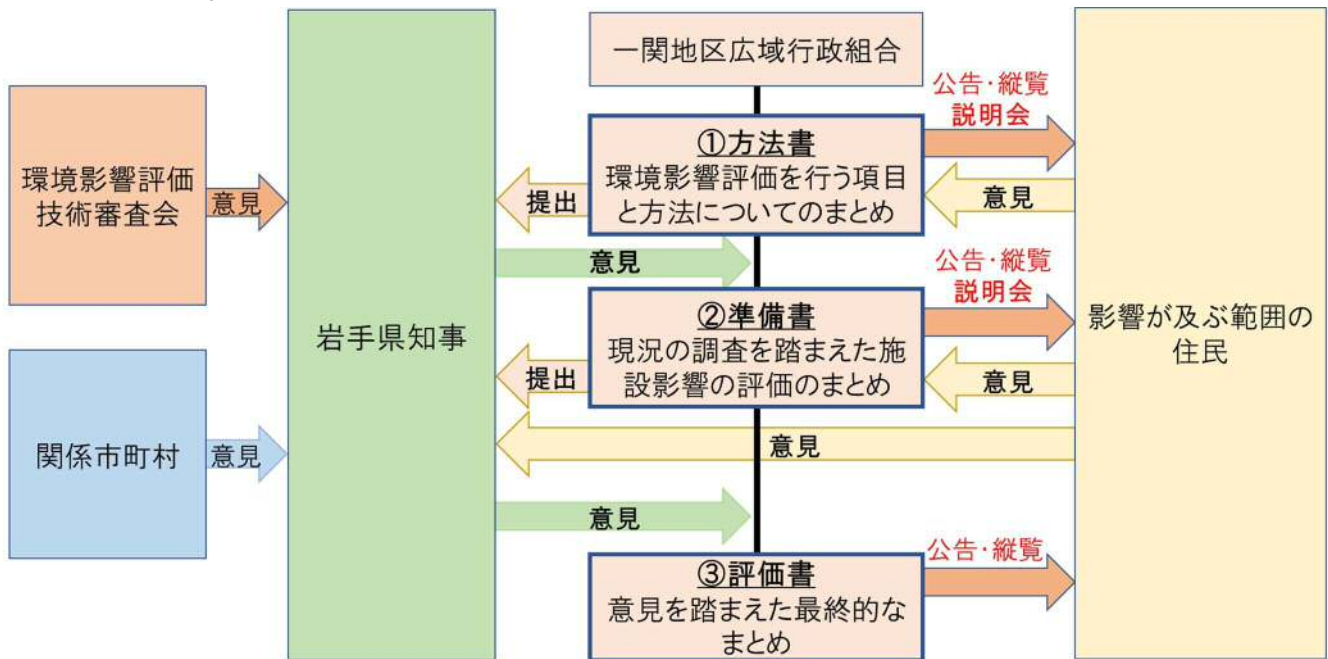 一関地区広域行政組合
環境影響評価
技術審査会
意見
関係市町村
意見
岩手県知事
①方法書
環境影響評価を行う項目
と方法についてのまとめ
提出
意見
公告・縦覧
説明会
意見
②準備書
現況の調査を踏まえた施
設影響の評価のまとめ
提出
公告・縦覧
説明会
意見
意見
意見
③評価書
意見を踏まえた最終的な
まとめ
公告・縦覧
影響が及ぶ範囲の
住民